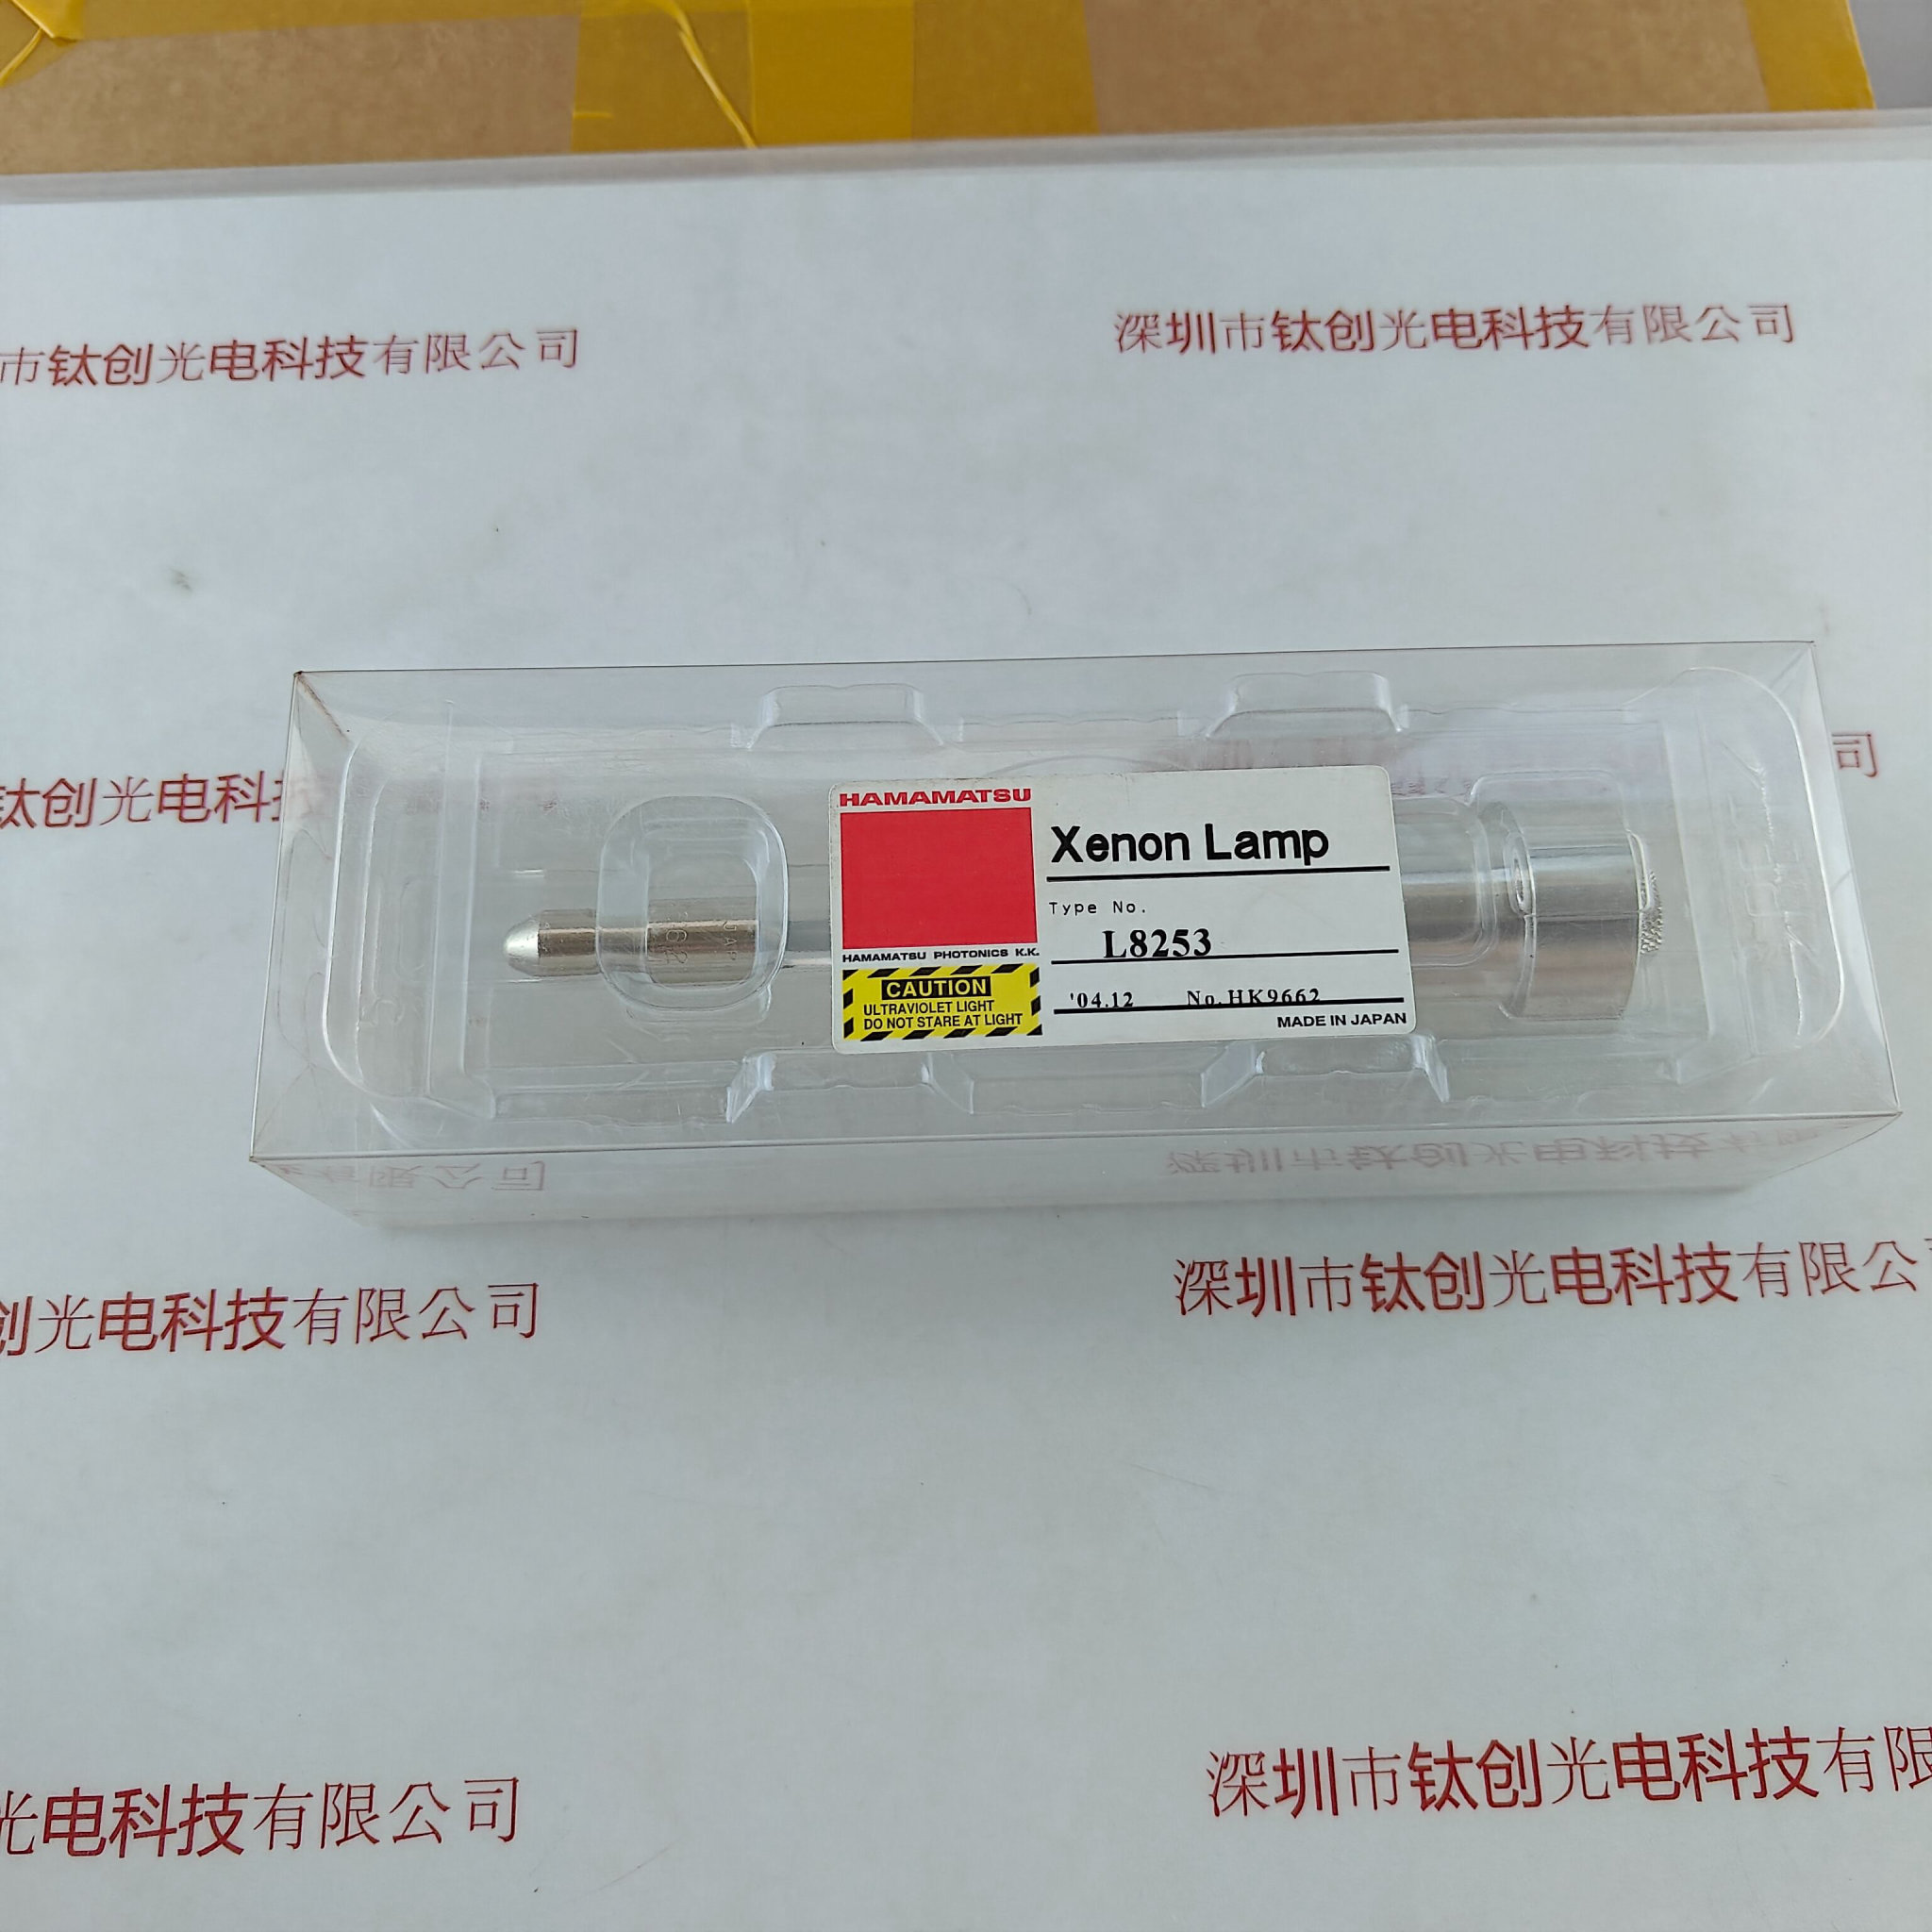 市钛创光电科技有限公司
深圳市钛创光电科技有限公司
钛创光电科技
司
HAMAMATSU
Xenon Lamp
Type No.
L8253
HAMAMATSU PHOTONICS K.K.
CAUTION
ULTRAVIOLET LIGHT
DO NOT STARE AT LIGHT
'04.12 No.HK9662
MADE IN JAPAN
创光电科技有限公司
深圳市钛创光电科技有限公
光电科技有限公司
深圳市钛创光电科技有限